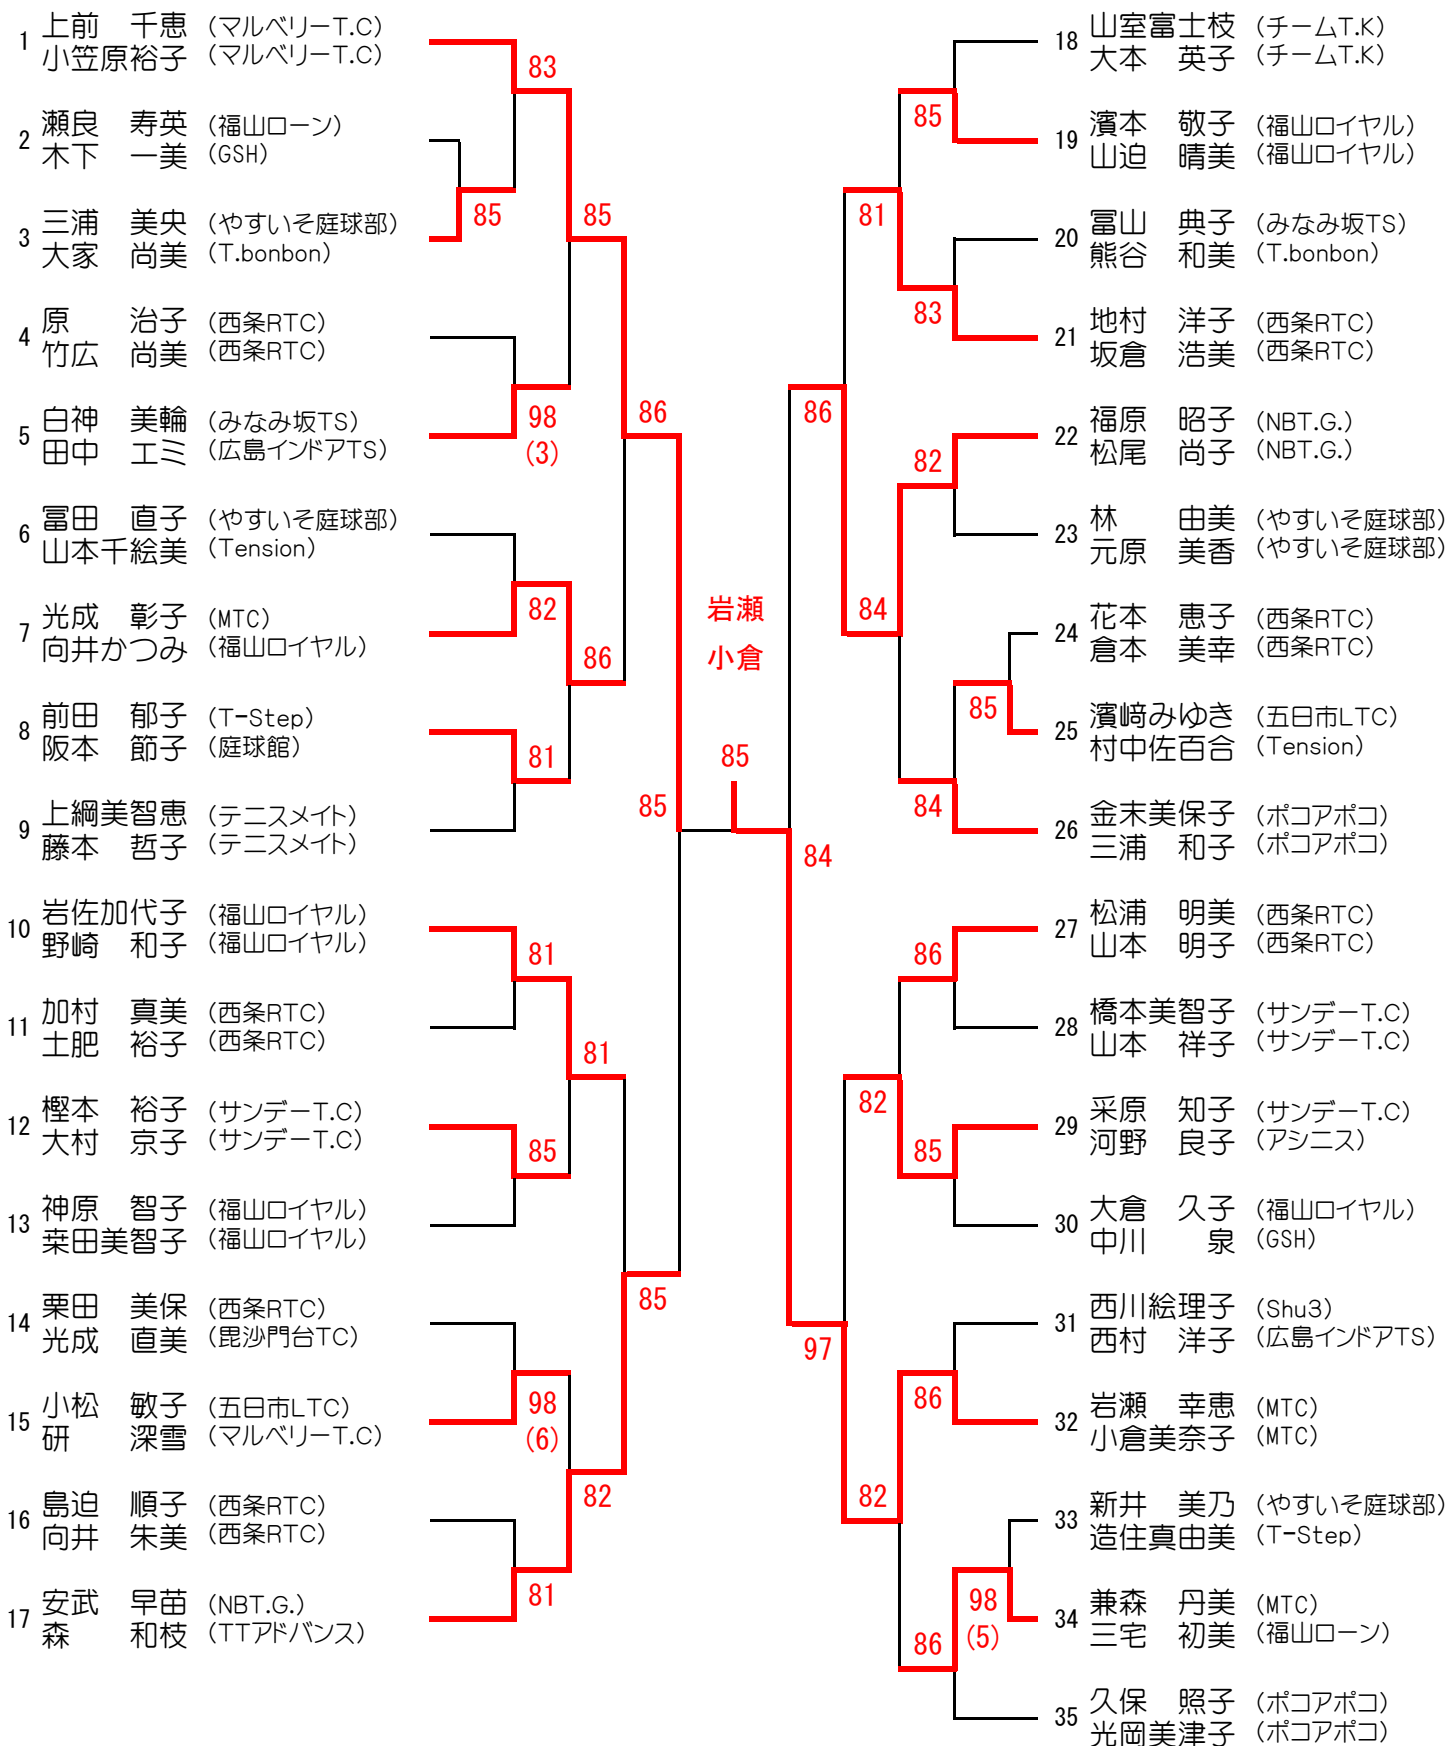 1 上前 千恵 (マルベリーT.C)
小笠原裕子 (マルベリーT.C)
2 瀬良 寿英 (福山ローン)
木下 一美 (GSH)
3 三浦 美央 (やすいそ庭球部)
大家 尚美 (T.bonbon)
4 原 治子 (西条RTC)
竹広 尚美 (西条RTC)
5 白神 美輪 (みなみ坂TS)
田中 エミ (広島インドアTS)
6 冨田 直子 (やすいそ庭球部)
山本千絵美 (Tension)
7 光成 彰子 (MTC)
向井かつみ (福山ロイヤル)
8 前田 郁子 (T-Step)
阪本 節子 (庭球館)
9 上綱美智恵 (テニスメイト)
藤本 哲子 (テニスメイト)
10 岩佐加代子 (福山ロイヤル)
野崎 和子 (福山ロイヤル)
11 加村 真美 (西条RTC)
土肥 裕子 (西条RTC)
12 樫本 裕子 (サンデーT.C)
大村 京子 (サンデーT.C)
13 神原 智子 (福山ロイヤル)
桒田美智子 (福山ロイヤル)
14 栗田 美保 (西条RTC)
光成 直美 (毘沙門台TC)
15 小松 敏子 (五日市LTC)
研 深雪 (マルベリーT.C)
16 島迫 順子 (西条RTC)
向井 朱美 (西条RTC)
17 安武 早苗 (NBT.G.)
森 和枝 (TTアドバンス)
83
85
85
98
(3)
86
82
86
81
85
81
81
85
85
98
(6)
82
81
岩瀬
小倉
85
84
86
97
85
81
83
82
84
85
84
86
82
85
86
82
98
(5)
86
18 山室富士枝 (チームT.K)
大本 英子 (チームT.K)
19 濱本 敬子 (福山ロイヤル)
山迫 晴美 (福山ロイヤル)
20 冨山 典子 (みなみ坂TS)
熊谷 和美 (T.bonbon)
21 地村 洋子 (西条RTC)
坂倉 浩美 (西条RTC)
22 福原 昭子 (NBT.G.)
松尾 尚子 (NBT.G.)
23 林 由美 (やすいそ庭球部)
元原 美香 (やすいそ庭球部)
24 花本 恵子 (西条RTC)
倉本 美幸 (西条RTC)
25 濱﨑みゆき (五日市LTC)
村中佐百合 (Tension)
26 金末美保子 (ポコアポコ)
三浦 和子 (ポコアポコ)
27 松浦 明美 (西条RTC)
山本 明子 (西条RTC)
28 橋本美智子 (サンデーT.C)
山本 祥子 (サンデーT.C)
29 采原 知子 (サンデーT.C)
河野 良子 (アシニス)
30 大倉 久子 (福山ロイヤル)
中川 泉 (GSH)
31 西川絵理子 (Shu3)
西村 洋子 (広島インドアTS)
32 岩瀬 幸恵 (MTC)
小倉美奈子 (MTC)
33 新井 美乃 (やすいそ庭球部)
造住真由美 (T-Step)
34 兼森 丹美 (MTC)
三宅 初美 (福山ローン)
35 久保 照子 (ポコアポコ)
光岡美津子 (ポコアポコ)